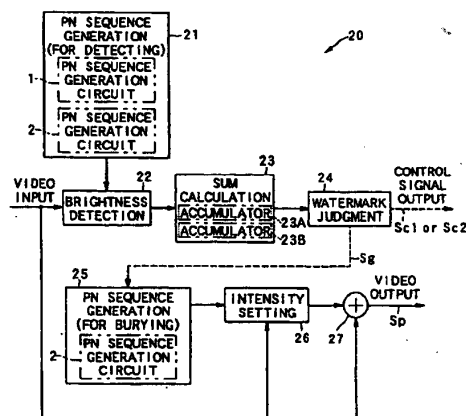 PN SEQUENCE
GENERATION
(FOR DETECTING)
21
20
1
PN SEQUENCE
GENERATION
CIRCUIT
2
PN SEQUENCE
GENERATION
CIRCUIT
VIDEO
INPUT
22
BRIGHTNESS
DETECTION
23
SUM
CALCULATION
ACCUMULATOR
23A
ACCUMULATOR
23B
24
WATERMARK
JUDGMENT
CONTROL
SIGNAL
OUTPUT
Sc1 or Sc2
Sg
25
PN SEQUENCE
GENERATION
(FOR BURYING)
2
PN SEQUENCE
GENERATION
CIRCUIT
INTENSITY
SETTING
26
+
27
VIDEO
OUTPUT
Sp